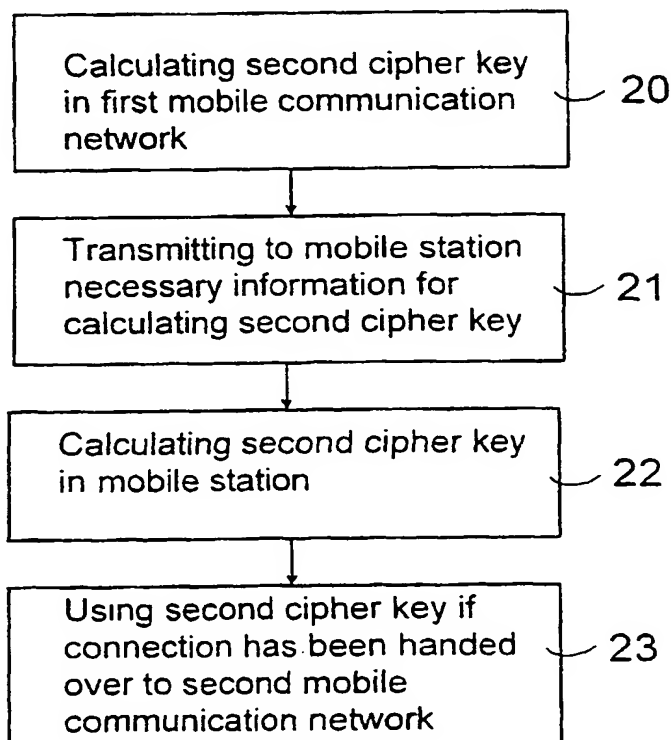 Calculating second cipher key
in first mobile communication
network
20
Transmitting to mobile station
necessary information for
calculating second cipher key
21
Calculating second cipher key
in mobile station
22
Using second cipher key if
connection has been handed
over to second mobile
communication network
23